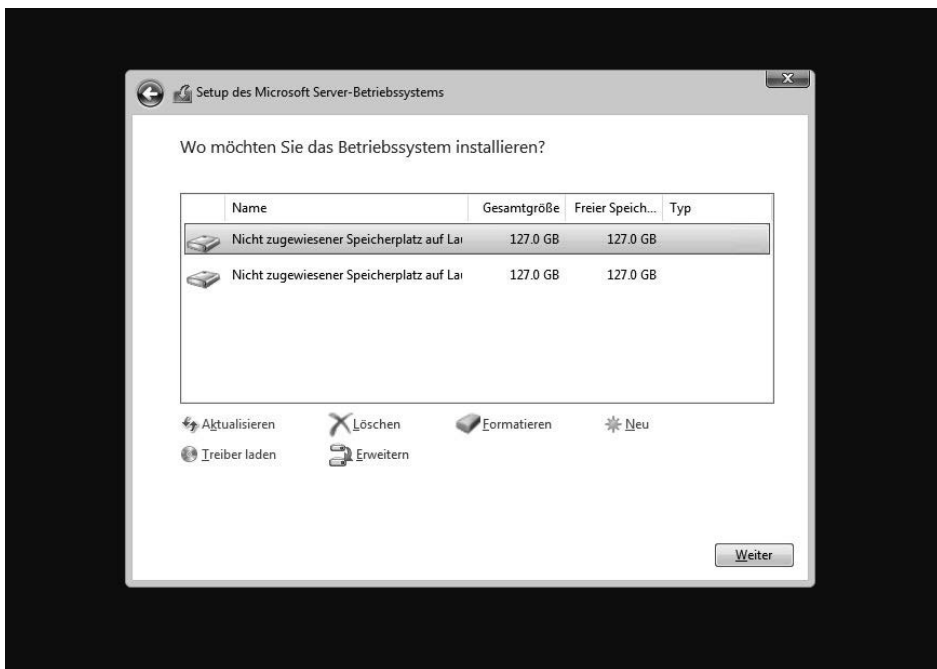 Setup des Microsoft Server-Betriebssystems
Wo möchten Sie das Betriebssystem installieren?
Name Gesamtgröße Freier Speich... Typ
Nicht zugewiesener Speicherplatz auf Lau 127.0 GB 127.0 GB
Nicht zugewiesener Speicherplatz auf Lau 127.0 GB 127.0 GB
Aktualisieren Löschen Formatieren Neu
Treiber laden Erweitern
Weiter